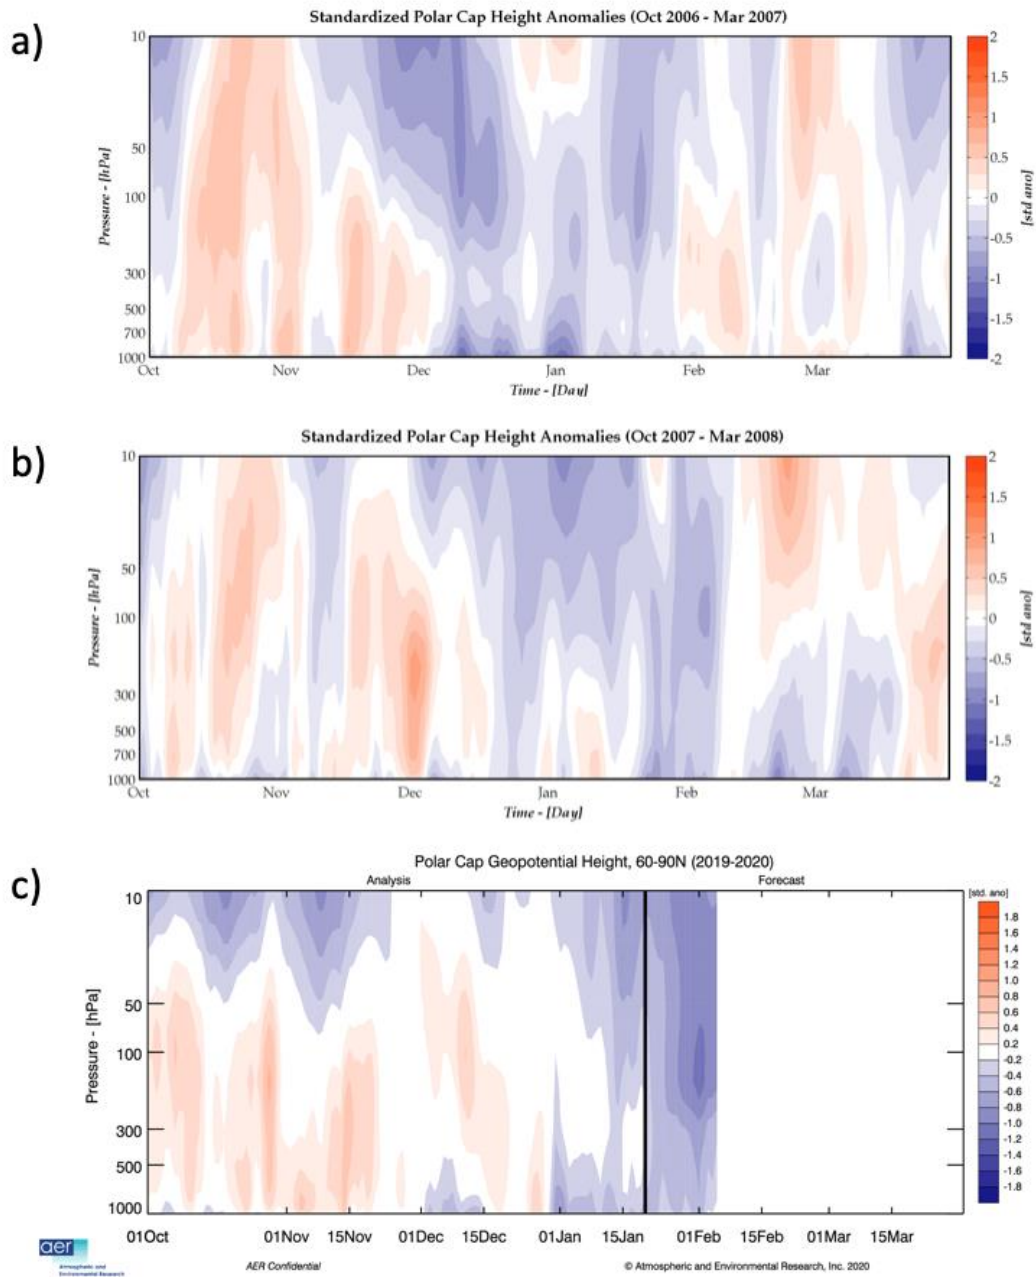 a)
Standardized Polar Cap Height Anomalies (Oct 2006 - Mar 2007)
Pressure - [hPa]
10
50
100
300
500
700
1000
Oct Nov Dec Jan Feb Mar
Time - [Day]
2
1.5
1
0.5
0
-0.5
-1
-1.5
-2
[std ano]
b)
Standardized Polar Cap Height Anomalies (Oct 2007 - Mar 2008)
Pressure - [hPa]
10
50
100
300
500
700
1000
Oct Nov Dec Jan Feb Mar
Time - [Day]
2
1.5
1
0.5
0
-0.5
-1
-1.5
-2
[std ano]
c)
Polar Cap Geopotential Height, 60-90N (2019-2020)
Analysis Forecast
Pressure - [hPa]
10
50
100
300
500
1000
01Oct 01Nov 15Nov 01Dec 15Dec 01Jan 15Jan 01Feb 15Feb 01Mar 15Mar
[std. ano]
1.8
1.6
1.4
1.2
1.0
0.8
0.6
0.4
0.2
-0.2
-0.4
-0.6
-0.8
-1.0
-1.2
-1.4
-1.6
-1.8
aer
Atmospheric and
Environmental Research
AER Confidential
© Atmospheric and Environmental Research, Inc. 2020